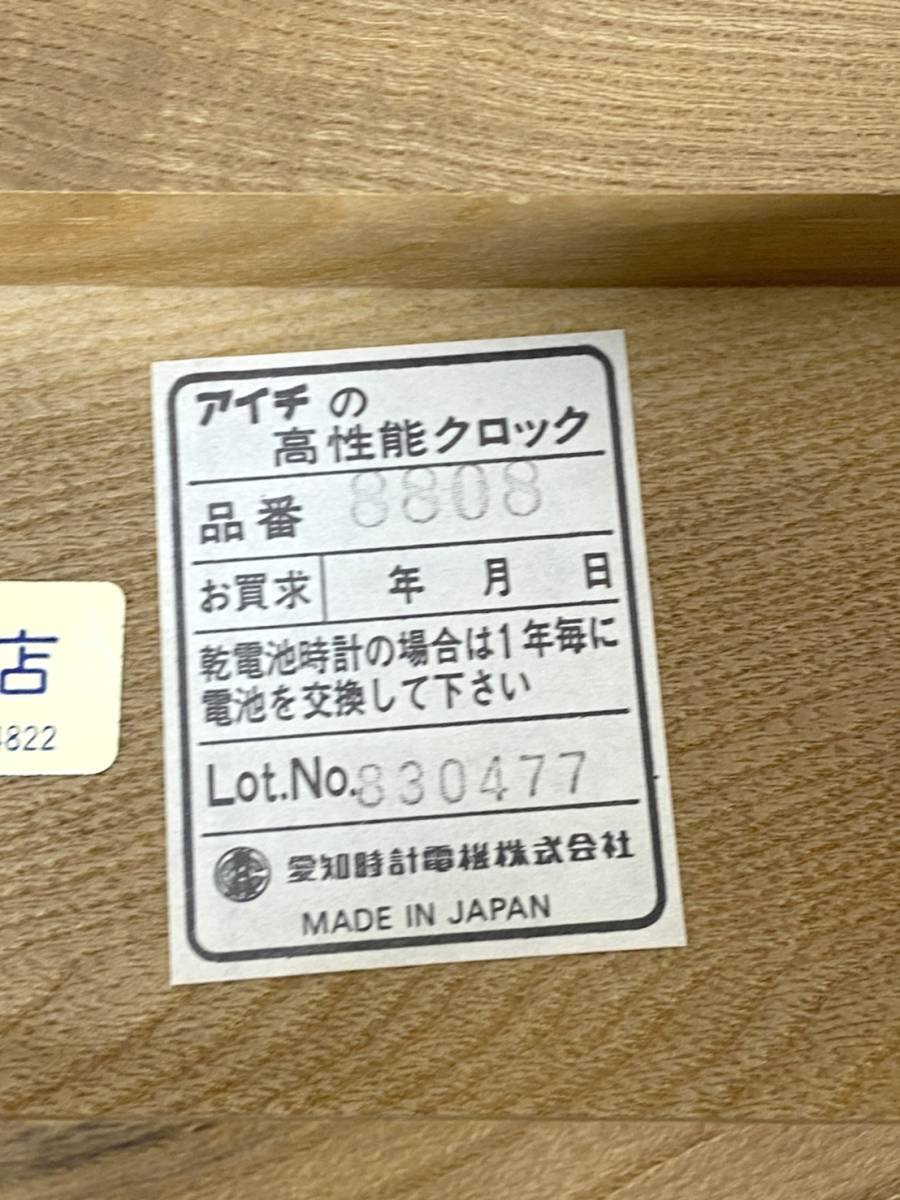 アイチの
高性能クロック
品番 8808
お買求 年 月 日
乾電池時計の場合は1年毎に
電池を交換して下さい
Lot.No.830477
愛知時計電機株式会社
MADE IN JAPAN
店
4822